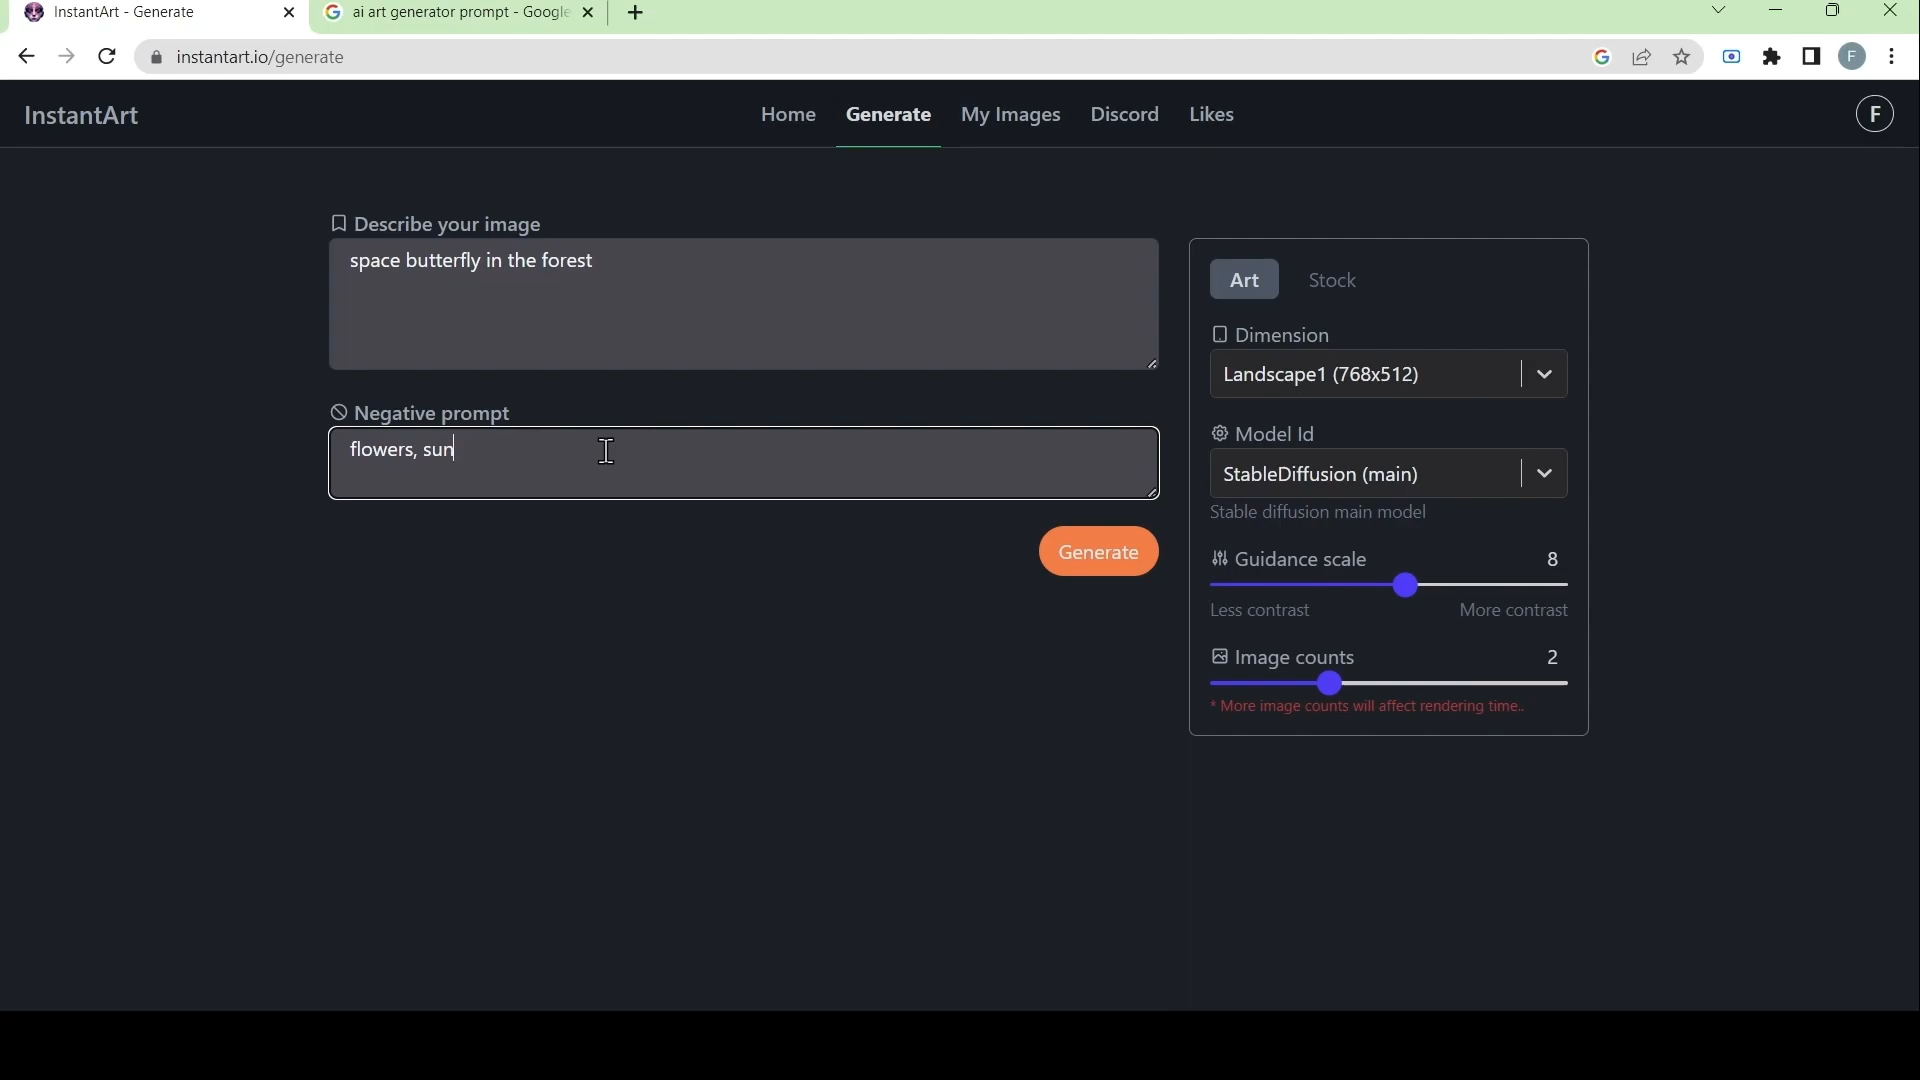 InstantArt - Generate
ai art generator prompt - Google
instantart.io/generate
F
InstantArt
Home
Generate
My Images
Discord
Likes
F
Describe your image
space butterfly in the forest
Negative prompt
flowers, sun
Generate
Art
Stock
Dimension
Landscape1 (768x512)
Model Id
StableDiffusion (main)
Stable diffusion main model
Guidance scale
8
Less contrast
More contrast
Image counts
2
* More image counts will affect rendering time..